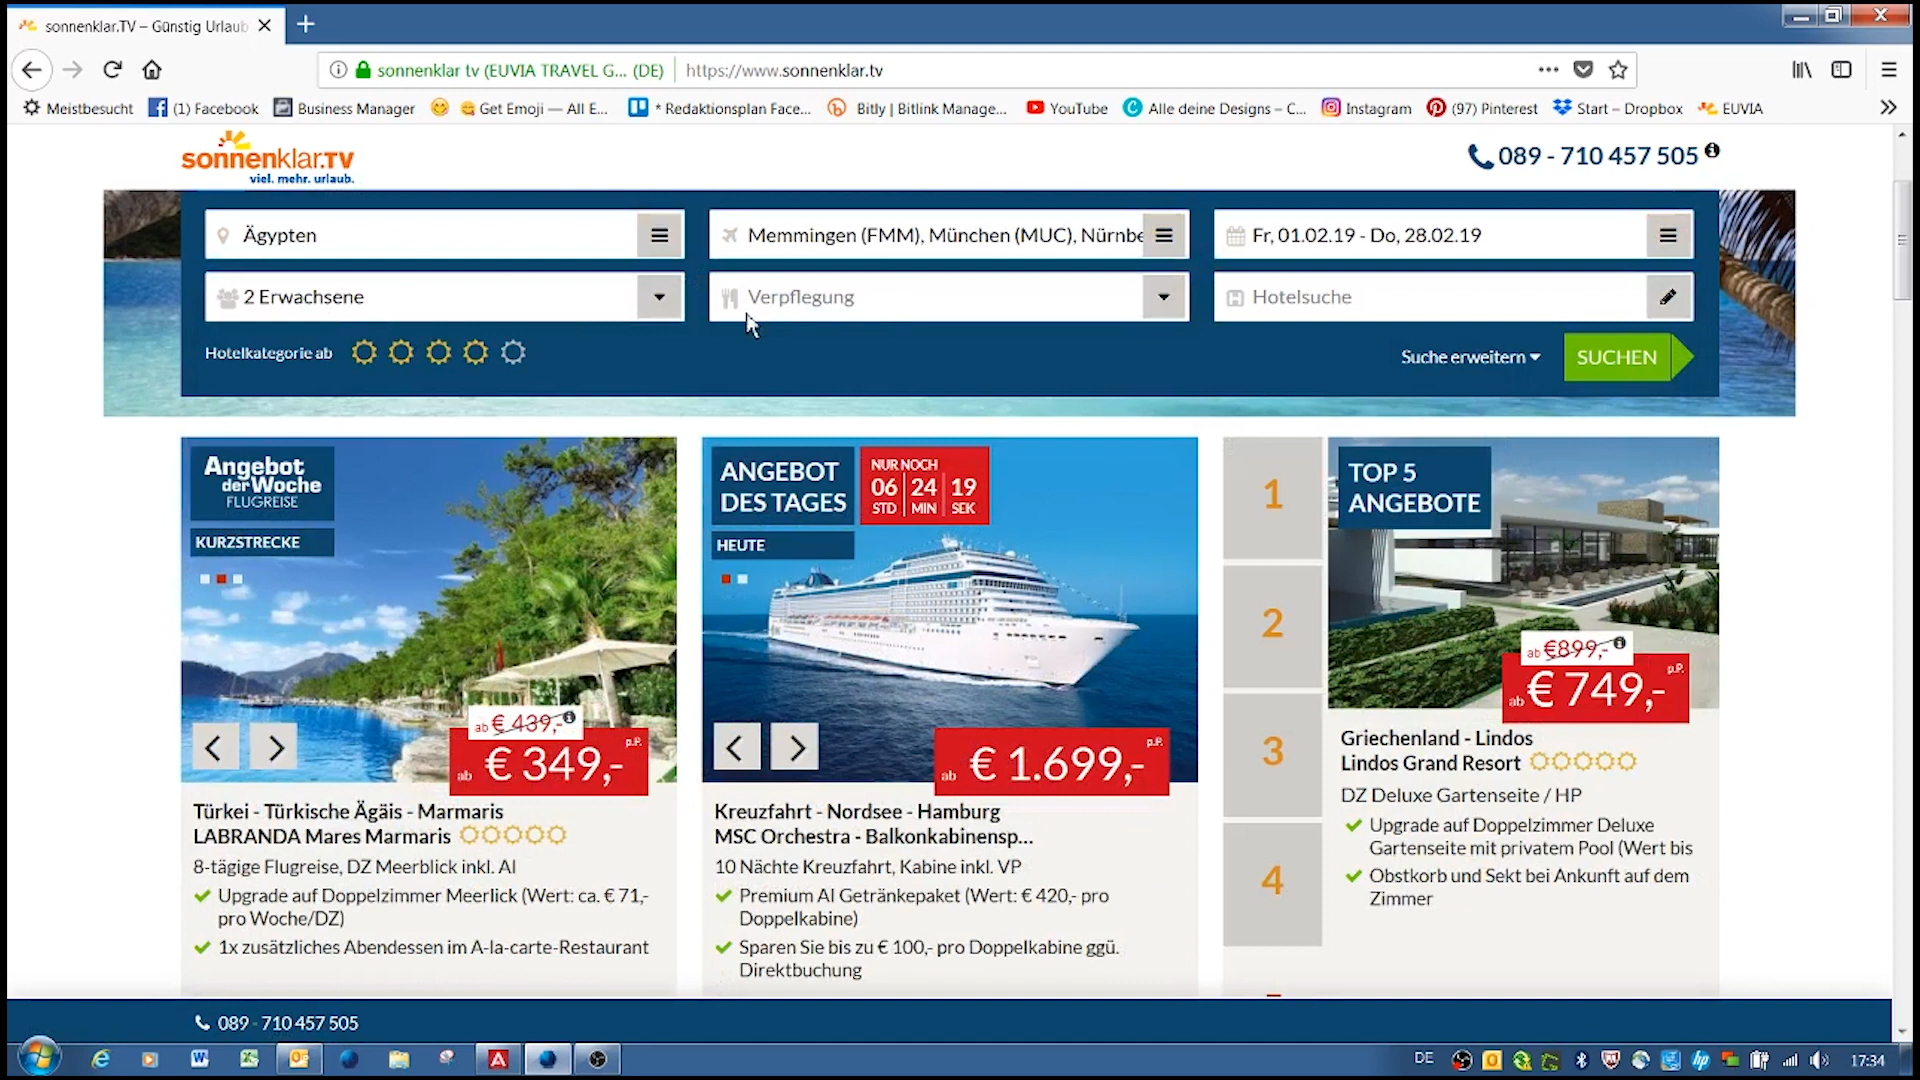 sonnenklar.TV – Günstig Urlaub
sonnenklar tv (EUVIA TRAVEL G... (DE)
https://www.sonnenklar.tv
Meistbesucht
(1) Facebook
Business Manager
Get Emoji — All E...
* Redaktionsplan Face...
Bitly | Bitlink Manage...
YouTube
Alle deine Designs – C...
Instagram
(97) Pinterest
Start – Dropbox
EUVIA
sonnenklar.TV
viel. mehr. urlaub.
089 - 710 457 505
Ägypten
Memmingen (FMM), München (MUC), Nürnbe
Fr, 01.02.19 - Do, 28.02.19
2 Erwachsene
Verpflegung
Hotelsuche
Hotelkategorie ab
Suche erweitern
SUCHEN
Angebot
der Woche
FLUGREISE
KURZSTRECKE
ab € 439,-
ab € 349,- p.P.
Türkei - Türkische Ägäis - Marmaris
LABRANDA Mares Marmaris
8-tägige Flugreise, DZ Meerblick inkl. AI
Upgrade auf Doppelzimmer Meerlick (Wert: ca. € 71,-
pro Woche/DZ)
1x zusätzliches Abendessen im A-la-carte-Restaurant
ANGEBOT
DES TAGES
NUR NOCH
06 24 19
STD MIN SEK
HEUTE
ab € 1.699,- p.P.
Kreuzfahrt - Nordsee - Hamburg
MSC Orchestra - Balkonkabinensp...
10 Nächte Kreuzfahrt, Kabine inkl. VP
Premium AI Getränkepaket (Wert: € 420,- pro
Doppelkabine)
Sparen Sie bis zu € 100,- pro Doppelkabine ggü.
Direktbuchung
1
2
3
4
TOP 5
ANGEBOTE
ab €899,-
ab € 749,- p.P.
Griechenland - Lindos
Lindos Grand Resort
DZ Deluxe Gartenseite / HP
Upgrade auf Doppelzimmer Deluxe
Gartenseite mit privatem Pool (Wert bis
Obstkorb und Sekt bei Ankunft auf dem
Zimmer
089 - 710 457 505
DE
17:34